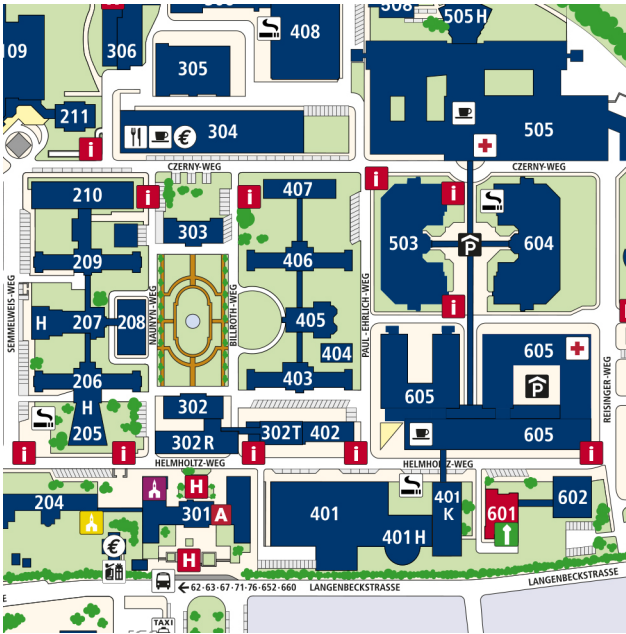 508
505 H
109
306
408
305
211
304
505
i
€
CZERNY-WEG
CZERNY-WEG
210
i
i
407
i
i
303
503
P
604
209
406
SEMMELWEIS-WEG
H
207
208
NAUNYN-WEG
BILLROTH-WEG
405
PAUL-EHRLICH-WEG
i
404
605
P
REISINGER-WEG
206
403
605
H
205
302
302 R
302T
402
605
i
i
i
i
i
HELMHOLTZ-WEG
HELMHOLTZ-WEG
204
H
301
A
401
401
K
401 H
601
602
€
H
62·63·67·71·76·652·660
LANGENBECKSTRASSE
LANGENBECKSTRASSE
E
TAXI